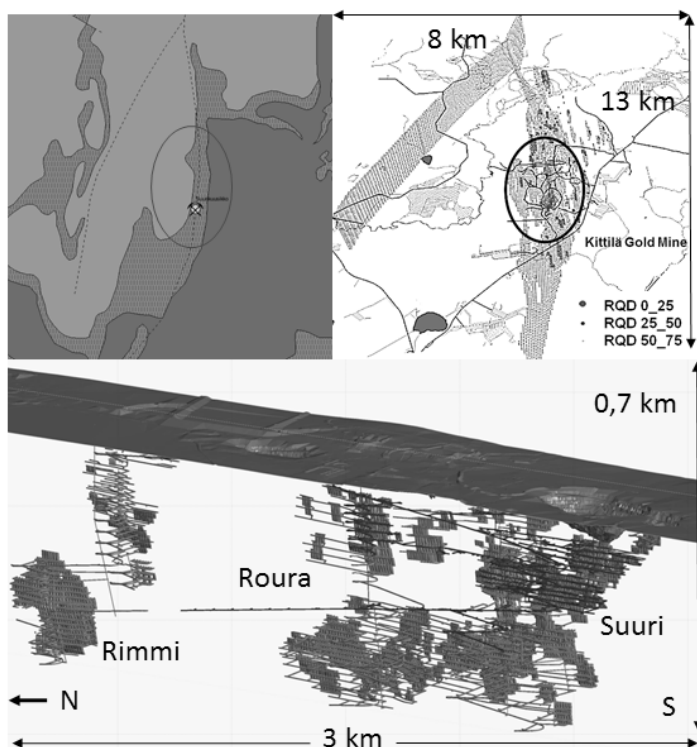 8 km
13 km
Kittilä Gold Mine
RQD 0_25
RQD 25_50
RQD 50_75
0,7 km
Roura
Suuri
Rimmi
N
S
3 km